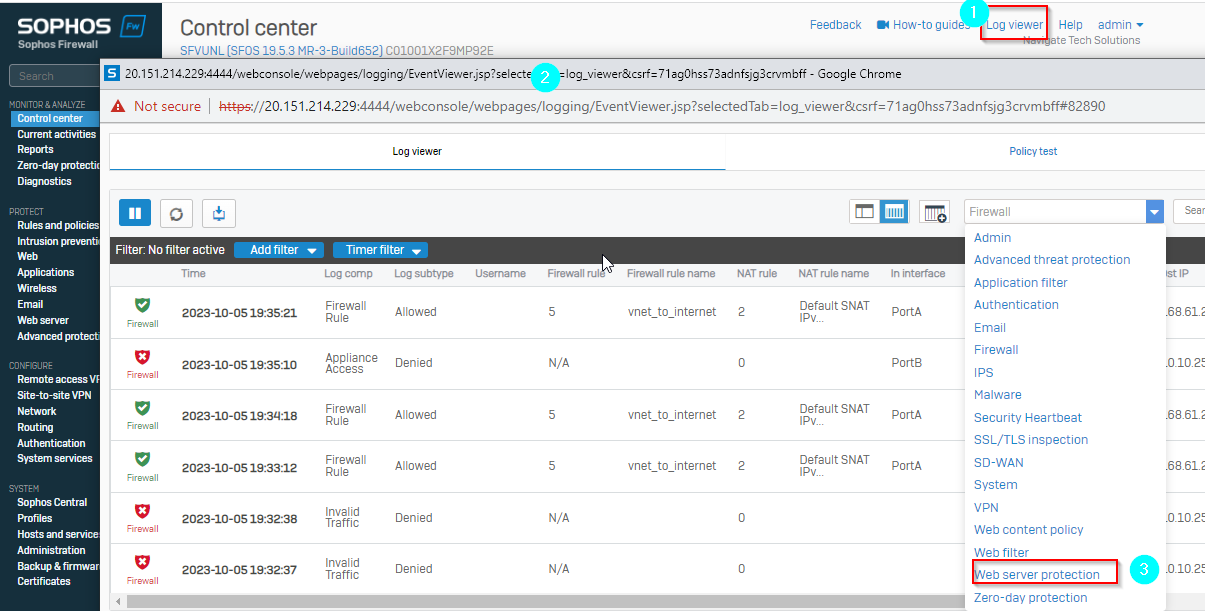 SOPHOS Fw
Sophos Firewall
Control center
SFVUNL (SFOS 19.5.3 MR-3-Build652) C01001X2F9MP92E
Feedback How-to guides Log viewer Help admin
1
Navigate Tech Solutions
Search
MONITOR & ANALYZE
Control center
Current activities
Reports
Zero-day protectio
Diagnostics
PROTECT
Rules and policies
Intrusion preventi
Web
Applications
Wireless
Email
Web server
Advanced protecti
CONFIGURE
Remote access VP
Site-to-site VPN
Network
Routing
Authentication
System services
SYSTEM
Sophos Central
Profiles
Hosts and service
Administration
Backup & firmwar
Certificates
S 20.151.214.229:4444/webconsole/webpages/logging/EventViewer.jsp?selected =log_viewer&csrf=71ag0hss73adnfsjg3crvmbff - Google Chrome
2
Not secure https://20.151.214.229:4444/webconsole/webpages/logging/EventViewer.jsp?selectedTab=log_viewer&csrf=71ag0hss73adnfsjg3crvmbff#82890
Log viewer Policy test
Firewall Sear
Filter: No filter active Add filter Timer filter
Time Log comp Log subtype Username Firewall rule Firewall rule name NAT rule NAT rule name In interface Ost IP
Firewall 2023-10-05 19:35:21 Firewall Rule Allowed 5 vnet_to_internet 2 Default SNAT IPv... PortA .68.61.2
Firewall 2023-10-05 19:35:10 Appliance Access Denied N/A 0 PortB .0.10.25
Firewall 2023-10-05 19:34:18 Firewall Rule Allowed 5 vnet_to_internet 2 Default SNAT IPv... PortA .68.61.2
Firewall 2023-10-05 19:33:12 Firewall Rule Allowed 5 vnet_to_internet 2 Default SNAT IPv... PortA .68.61.2
Firewall 2023-10-05 19:32:38 Invalid Traffic Denied N/A 0 .0.10.25
Firewall 2023-10-05 19:32:37 Invalid Traffic Denied N/A 0 .0.10.25
Admin
Advanced threat protection
Application filter
Authentication
Email
Firewall
IPS
Malware
Security Heartbeat
SSL/TLS inspection
SD-WAN
System
VPN
Web content policy
Web filter
Web server protection
3
Zero-day protection